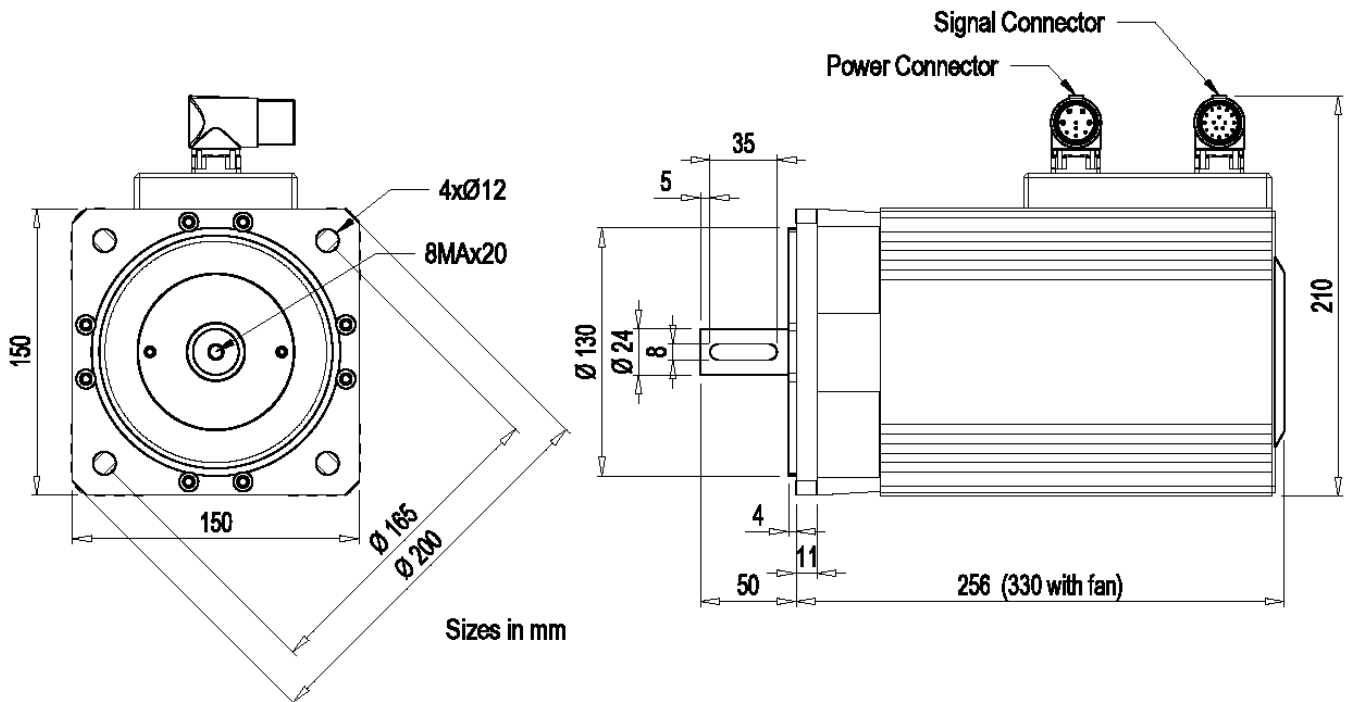 Signal Connector
Power Connector
35
5
4xØ12
8MAx20
150
150
Ø 165
Ø 200
Ø 130
Ø 24
8
210
4
11
50
256 (330 with fan)
Sizes in mm